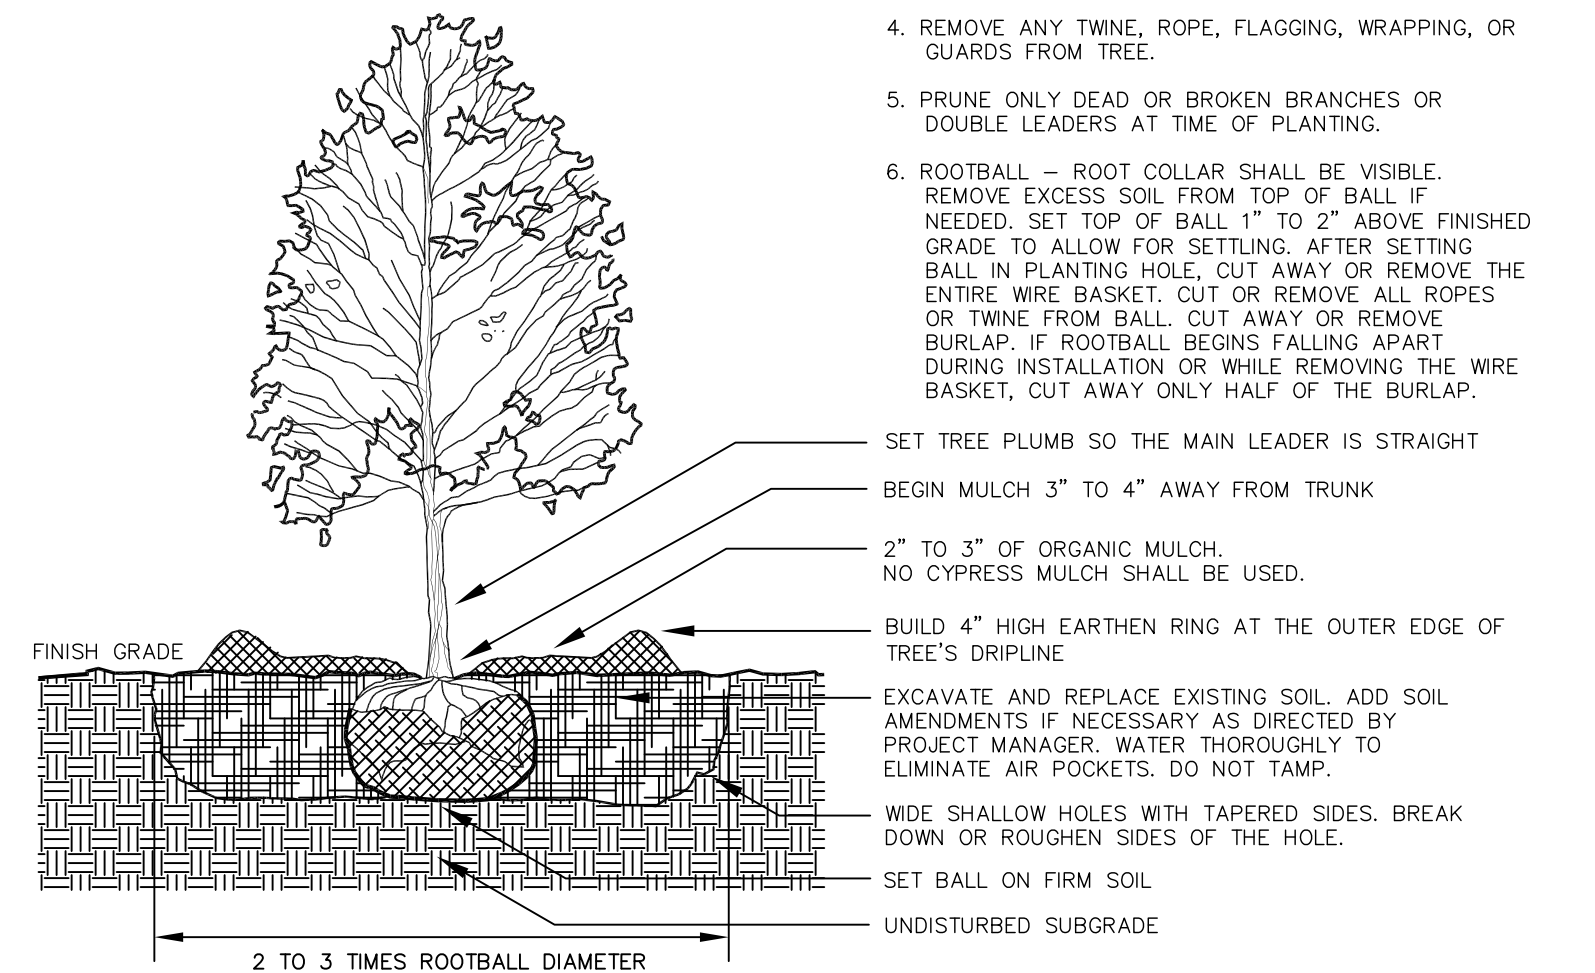 4. REMOVE ANY TWINE, ROPE, FLAGGING, WRAPPING, OR
GUARDS FROM TREE.
5. PRUNE ONLY DEAD OR BROKEN BRANCHES OR
DOUBLE LEADERS AT TIME OF PLANTING.
6. ROOTBALL – ROOT COLLAR SHALL BE VISIBLE.
REMOVE EXCESS SOIL FROM TOP OF BALL IF
NEEDED. SET TOP OF BALL 1” TO 2” ABOVE FINISHED
GRADE TO ALLOW FOR SETTLING. AFTER SETTING
BALL IN PLANTING HOLE, CUT AWAY OR REMOVE THE
ENTIRE WIRE BASKET. CUT OR REMOVE ALL ROPES
OR TWINE FROM BALL. CUT AWAY OR REMOVE
BURLAP. IF ROOTBALL BEGINS FALLING APART
DURING INSTALLATION OR WHILE REMOVING THE WIRE
BASKET, CUT AWAY ONLY HALF OF THE BURLAP.
SET TREE PLUMB SO THE MAIN LEADER IS STRAIGHT
BEGIN MULCH 3” TO 4” AWAY FROM TRUNK
2” TO 3” OF ORGANIC MULCH.
NO CYPRESS MULCH SHALL BE USED.
BUILD 4” HIGH EARTHEN RING AT THE OUTER EDGE OF
TREE'S DRIPLINE
FINISH GRADE
EXCAVATE AND REPLACE EXISTING SOIL. ADD SOIL
AMENDMENTS IF NECESSARY AS DIRECTED BY
PROJECT MANAGER. WATER THOROUGHLY TO
ELIMINATE AIR POCKETS. DO NOT TAMP.
WIDE SHALLOW HOLES WITH TAPERED SIDES. BREAK
DOWN OR ROUGHEN SIDES OF THE HOLE.
SET BALL ON FIRM SOIL
UNDISTURBED SUBGRADE
2 TO 3 TIMES ROOTBALL DIAMETER